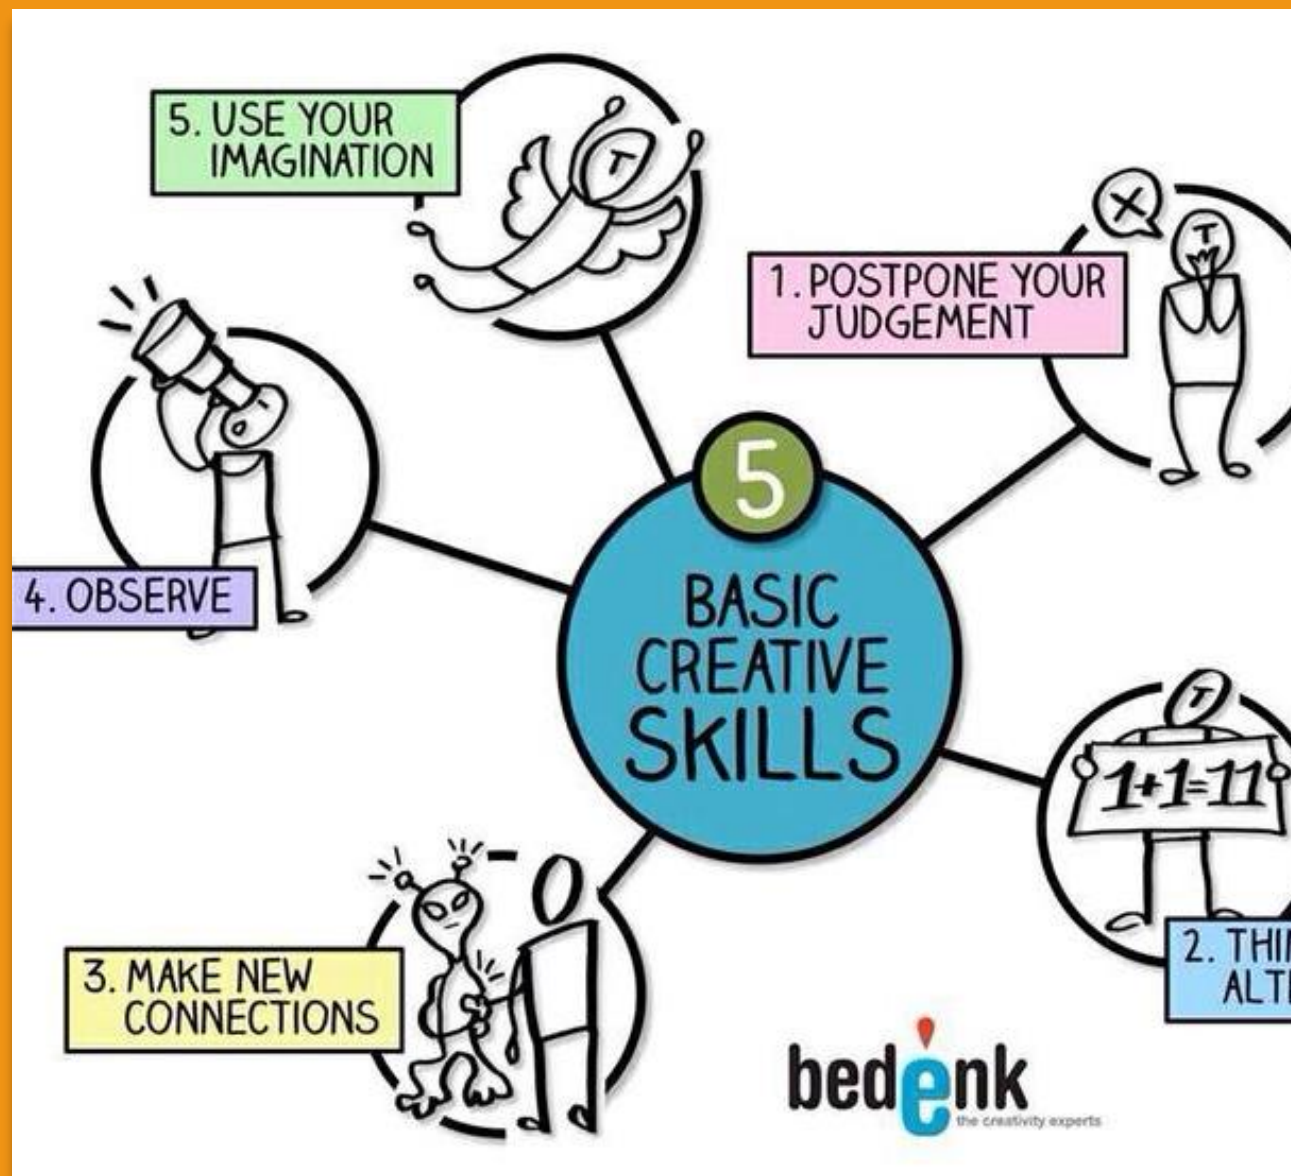 5. USE YOUR
IMAGINATION
X
T
T
1. POSTPONE YOUR
JUDGEMENT
5
BASIC
CREATIVE
SKILLS
4. OBSERVE
T
1+1=11
2.
3. MAKE NEW
CONNECTIONS
bedenk
the creativity experts